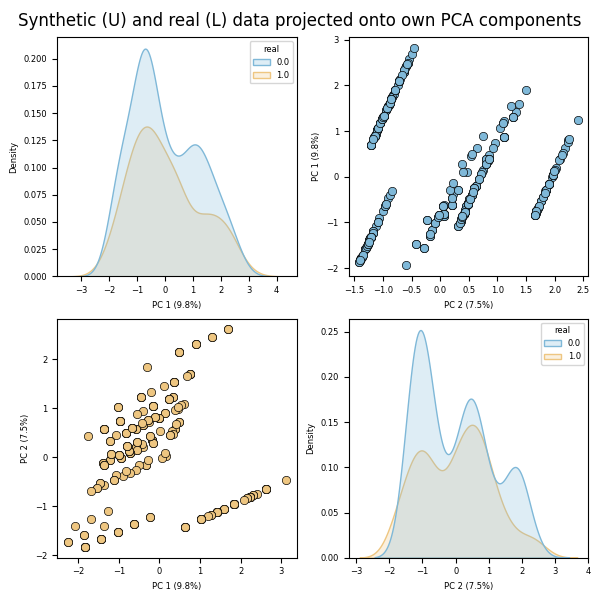 Synthetic (U) and real (L) data projected onto own PCA components
real
0.0
1.0
Density
0.200
0.175
0.150
0.125
0.100
0.075
0.050
0.025
0.000
−3 −2 −1 0 1 2 3 4
PC 1 (9.8%)
PC 1 (9.8%)
3
2
1
0
−1
−2
−1.5 −1.0 −0.5 0.0 0.5 1.0 1.5 2.0 2.5
PC 2 (7.5%)
PC 2 (7.5%)
2
1
0
−1
−2
−2 −1 0 1 2 3
PC 1 (9.8%)
real
0.0
1.0
Density
0.25
0.20
0.15
0.10
0.05
0.00
−3 −2 −1 0 1 2 3 4
PC 2 (7.5%)